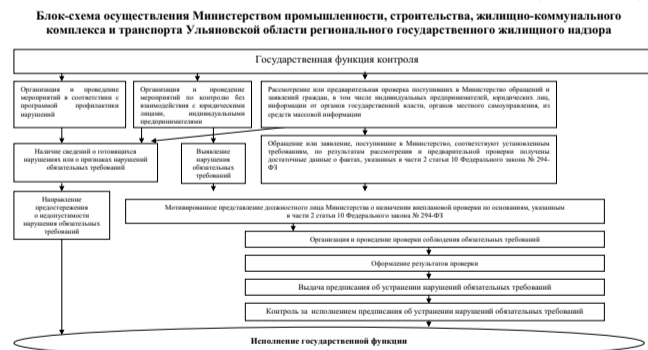 Блок-схема осуществления Министерством промышленности, строительства, жилищно-коммунального
комплекса и транспорта Ульяновской области регионального государственного жилищного надзора
Государственная функция контроля
Организация и проведение
мероприятий в соответствии с
программой профилактики
нарушений
Организация и проведение
мероприятий по контролю без
взаимодействия с юридическими
лицами, индивидуальными
предпринимателями
Рассмотрение или предварительная проверка поступивших в Министерство обращений и
заявлений граждан, в том числе индивидуальных предпринимателей, юридических лиц,
информации от органов государственной власти, органов местного самоуправления, из
средств массовой информации
Наличие сведений о готовящихся
нарушениях или о признаках нарушений
обязательных требований
Выявление
нарушения
обязательных
требований
Обращение или заявление, поступившие в Министерство, соответствуют установленным
требованиям, по результатам рассмотрения и предварительной проверки получены
достаточные данные о фактах, указанных в части 2 статьи 10 Федерального закона № 294-
ФЗ
Направление
предостережения
о недопустимости
нарушения обязательных
требований
Мотивированное представление должностного лица Министерства о назначении внеплановой проверки по основаниям, указанным
в части 2 статьи 10 Федерального закона № 294-ФЗ
Организация и проведение проверки соблюдения обязательных требований
Оформление результатов проверки
Выдача предписания об устранении нарушений обязательных требований
Контроль за исполнением предписания об устранении нарушений обязательных требований
Исполнение государственной функции